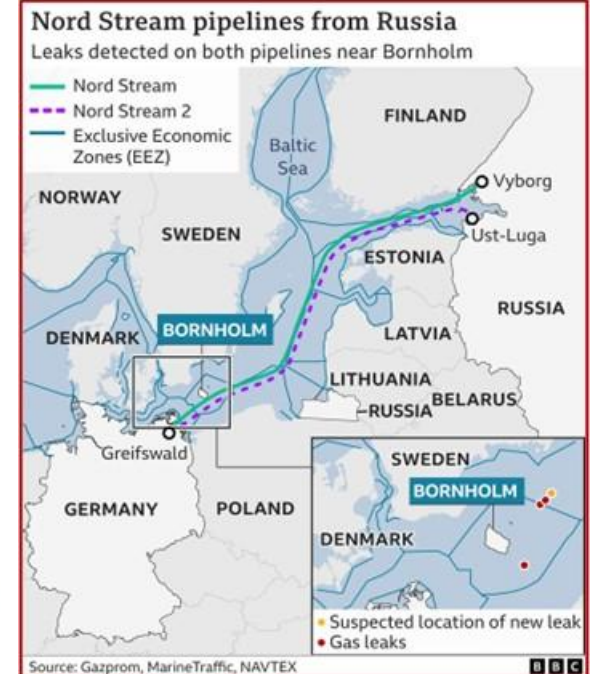 Nord Stream pipelines from Russia
Leaks detected on both pipelines near Bornholm
Nord Stream
Nord Stream 2
Exclusive Economic
Zones (EEZ)
FINLAND
Baltic
Sea
Vyborg
NORWAY
SWEDEN
Ust-Luga
ESTONIA
RUSSIA
BORNHOLM
DENMARK
LATVIA
LITHUANIA
RUSSIA
BELARUS
Greifswald
GERMANY
POLAND
SWEDEN
BORNHOLM
DENMARK
Suspected location of new leak
Gas leaks
Source: Gazprom, MarineTraffic, NAVTEX
BBC